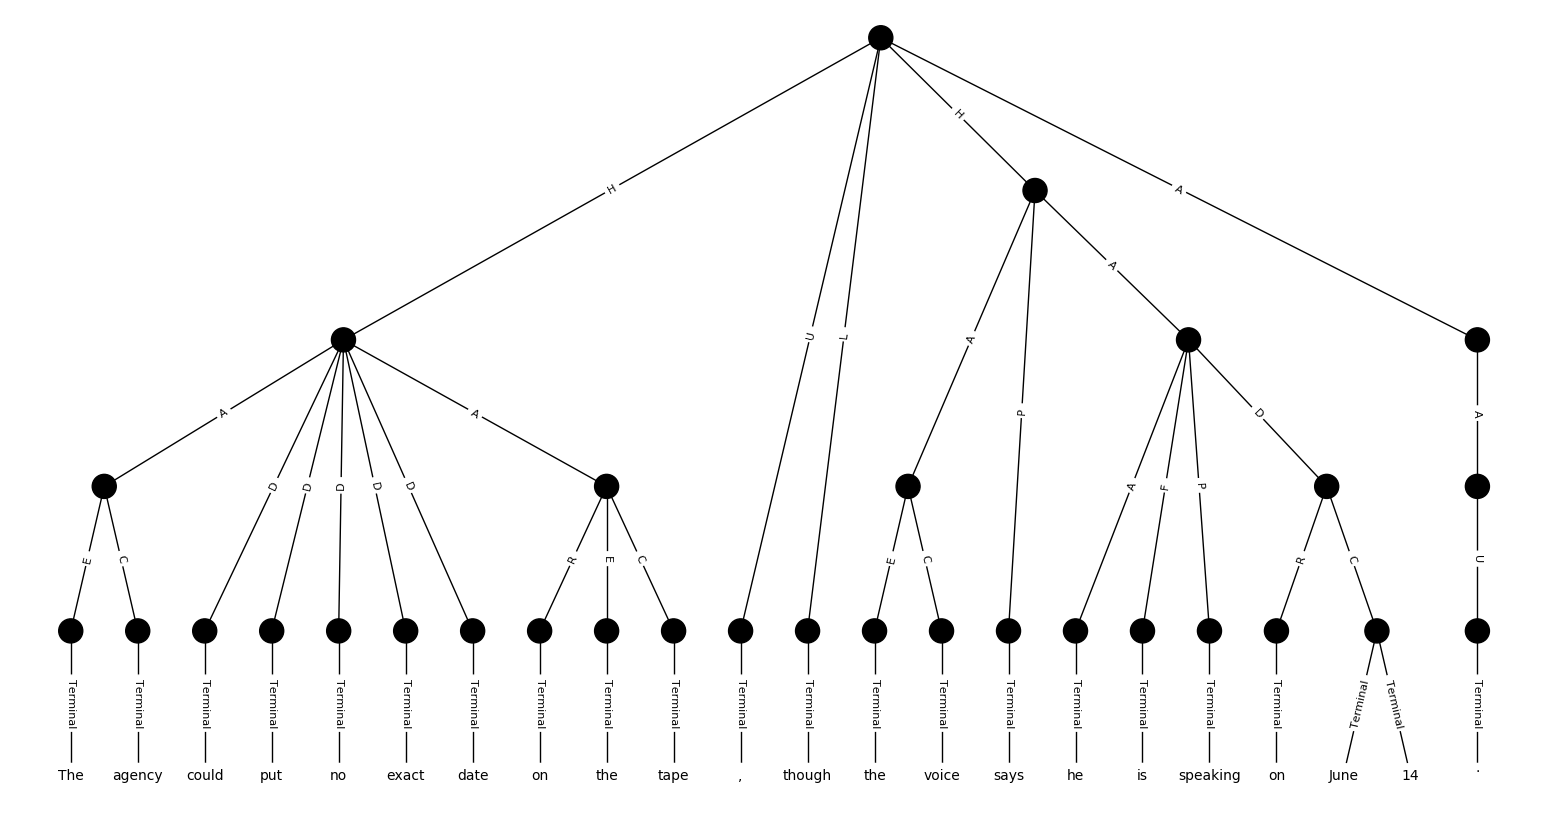 H
H A
U L A A
A A P D A
D D D D D A F P
E C R E C E C R C U
Terminal Terminal Terminal Terminal Terminal Terminal Terminal Terminal Terminal Terminal Terminal Terminal Terminal Terminal Terminal Terminal Terminal Terminal Terminal Terminal Terminal Terminal
The agency could put no exact date on the tape , though the voice says he is speaking on June 14 .